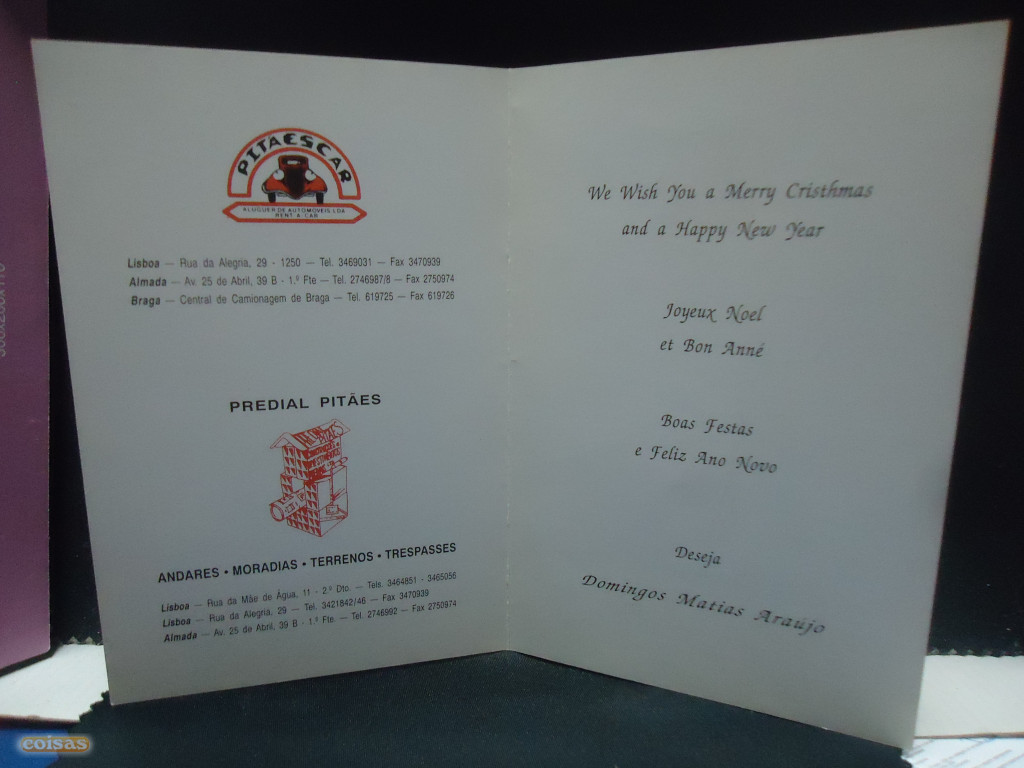 PITAESCAR
ALUGUER DE AUTOMOVEIS LDA
RENT A CAR
Lisboa — Rua da Alegria, 29 - 1250 — Tel. 3469031 — Fax 3470939
Almada — Av. 25 de Abril, 39 B - 1.º Fte — Tel. 2746987/8 — Fax 2750974
Braga — Central de Camionagem de Braga — Tel. 619725 — Fax 619726
PREDIAL PITÃES
ANDARES • MORADIAS • TERRENOS • TRESPASSES
Lisboa — Rua da Mãe de Água, 11 - 2.º Dto. — Tels. 3464851 - 3465056
Lisboa — Rua da Alegria, 29 — Tel. 3421842/46 — Fax 3470939
Almada — Av. 25 de Abril, 39 B - 1.º Fte. — Tel. 2746992 — Fax 2750974
We Wish You a Merry Cristhmas
and a Happy New Year
Joyeux Noel
et Bon Anné
Boas Festas
e Feliz Ano Novo
Deseja
Domingos Matias Araújo
coisas